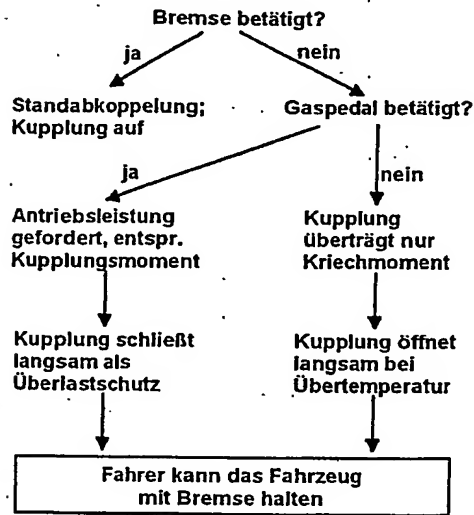 Bremse betätigt?
ja
nein
Standabkoppelung;
Kupplung auf
Gaspedal betätigt?
ja
nein
Antriebsleistung
gefordert, entspr.
Kupplungsmoment
Kupplung
überträgt nur
Kriechmoment
Kupplung schließt
langsam als
Überlastschutz
Kupplung öffnet
langsam bei
Übertemperatur
Fahrer kann das Fahrzeug
mit Bremse halten